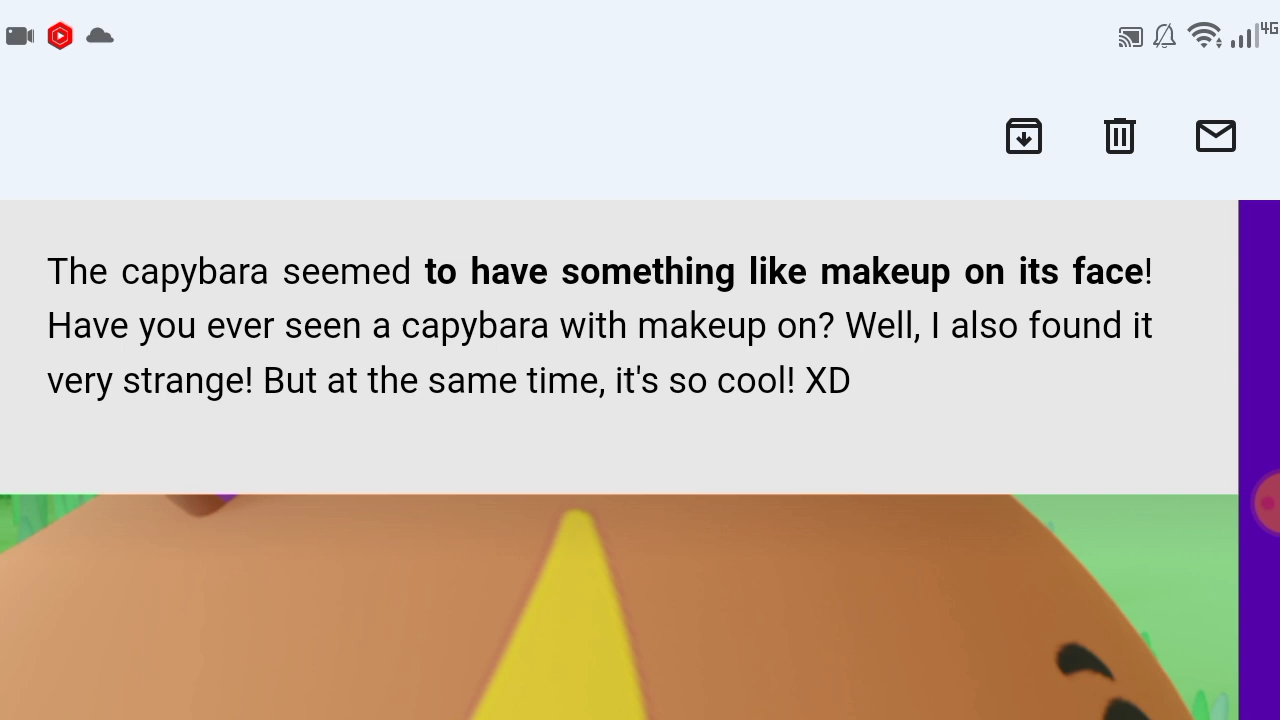 4G
The capybara seemed to have something like makeup on its face!
Have you ever seen a capybara with makeup on? Well, I also found it
very strange! But at the same time, it's so cool! XD